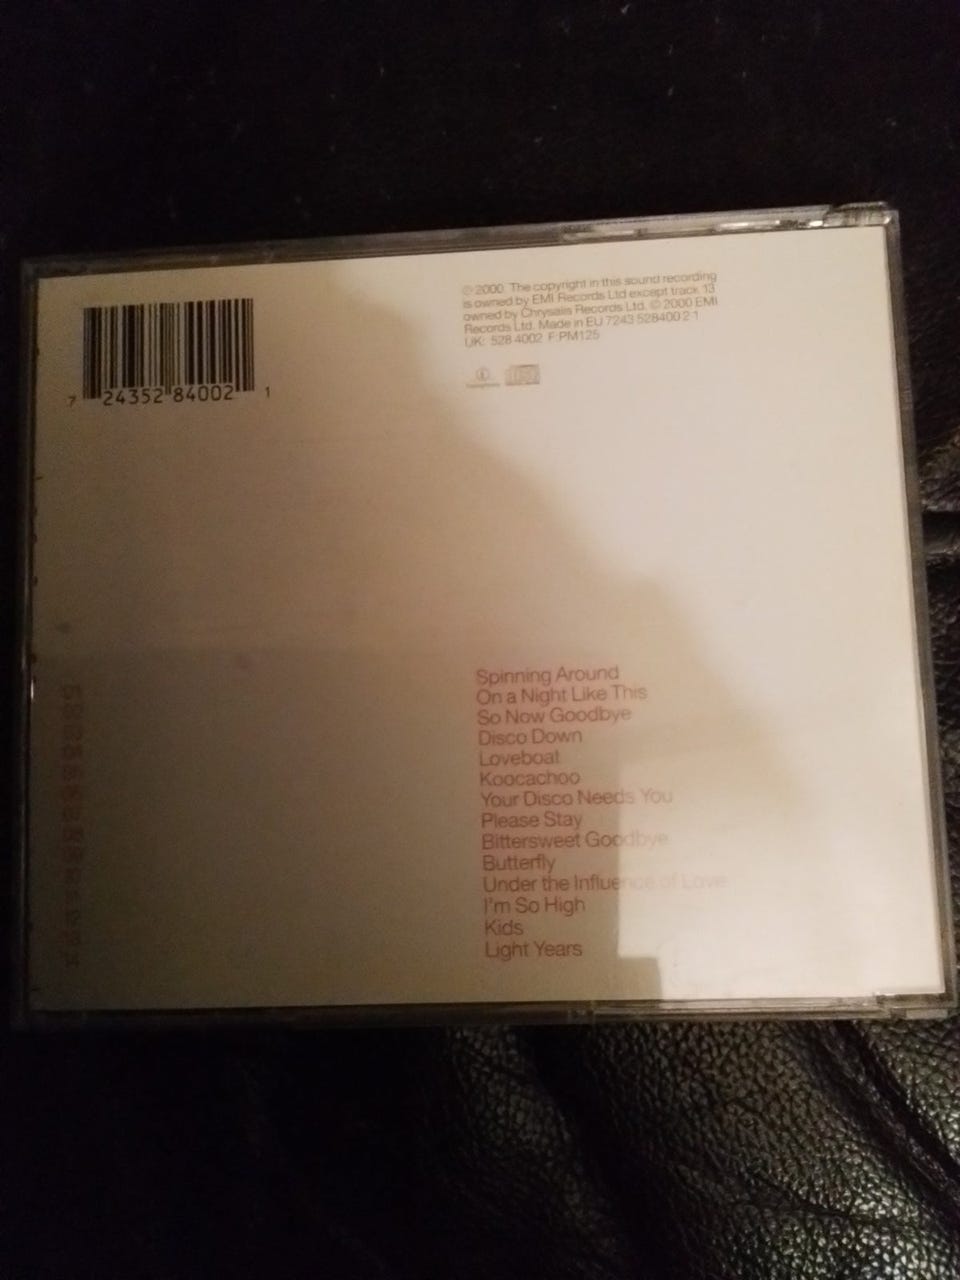 7 24352 84002 1
℗ 2000. The copyright in this sound recording
is owned by EMI Records Ltd except track 13
owned by Chrysalis Records Ltd. © 2000 EMI
Records Ltd. Made in EU 7243 528400 2 1
UK: 528 4002 F:PM125
Spinning Around
On a Night Like This
So Now Goodbye
Disco Down
Loveboat
Koocachoo
Your Disco Needs You
Please Stay
Bittersweet Goodbye
Butterfly
Under the Influence of Love
I'm So High
Kids
Light Years